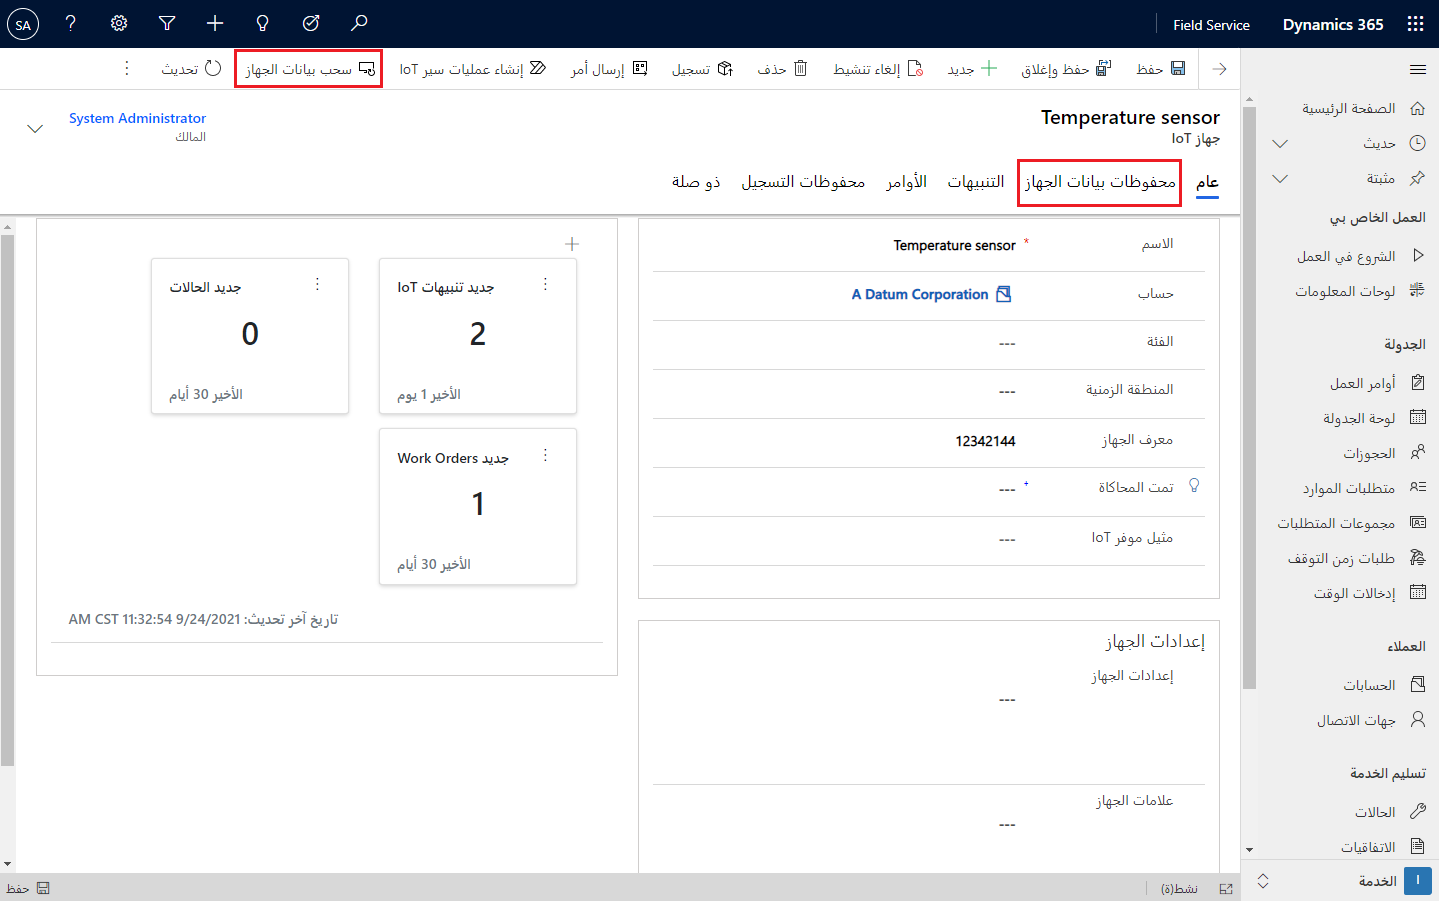 Dynamics 365
Field Service
SA
حفظ
حفظ وإغلاق
جديد
إلغاء تنشيط
حذف
تسجيل
إرسال أمر
إنشاء عمليات سير IoT
سحب بيانات الجهاز
تحديث
الصفحة الرئيسية
حديث
مثبتة
العمل الخاص بي
الشروع في العمل
لوحات المعلومات
الجدولة
أوامر العمل
لوحة الجدولة
الحجوزات
متطلبات الموارد
مجموعات المتطلبات
طلبات زمن التوقف
إدخالات الوقت
العملاء
الحسابات
جهات الاتصال
تسليم الخدمة
الحالات
الاتفاقيات
ا
الخدمة
Temperature sensor
جهاز IoT
System Administrator
المالك
عام
محفوظات بيانات الجهاز
التنبيهات
الأوامر
محفوظات التسجيل
ذو صلة
الاسم * Temperature sensor
حساب A Datum Corporation
الفئة ---
المنطقة الزمنية ---
معرف الجهاز 12342144
تمت المحاكاة + ---
مثيل موفر IoT ---
إعدادات الجهاز
إعدادات الجهاز
---
علامات الجهاز
---
جديد تنبيهات IoT
2
الأخير 1 يوم
جديد الحالات
0
الأخير 30 أيام
جديد Work Orders
1
الأخير 30 أيام
تاريخ آخر تحديث: 9/24/2021 11:32:54 AM CST
نشط(ة)
حفظ